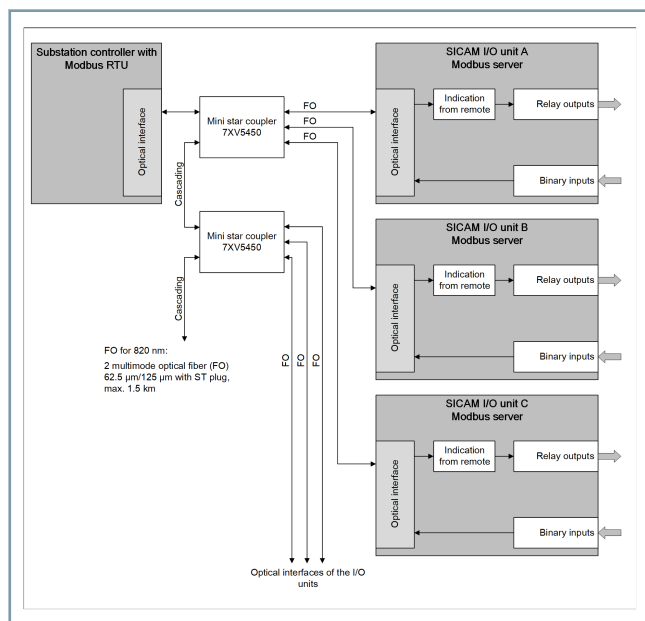 Substation controller with
Modbus RTU
Optical interface
Mini star coupler
7XV5450
FO
FO
FO
Cascading
Mini star coupler
7XV5450
Cascading
FO for 820 nm:
2 multimode optical fiber (FO)
62.5 µm/125 µm with ST plug,
max. 1.5 km
FO
FO
FO
Optical interfaces of the I/O
units
SICAM I/O unit A
Modbus server
Optical interface
Indication
from remote
Relay outputs
Binary inputs
SICAM I/O unit B
Modbus server
Optical interface
Indication
from remote
Relay outputs
Binary inputs
SICAM I/O unit C
Modbus server
Optical interface
Indication
from remote
Relay outputs
Binary inputs